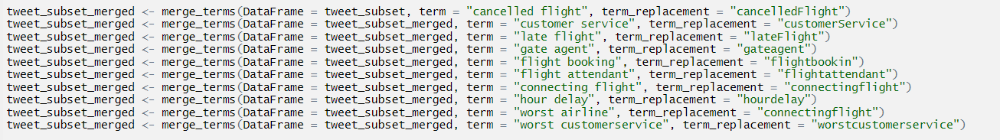 tweet_subset_merged <- merge_terms(DataFrame = tweet_subset, term = "cancelled flight", term_replacement = "cancelledFlight")
tweet_subset_merged <- merge_terms(DataFrame = tweet_subset_merged, term = "customer service", term_replacement = "customerService")
tweet_subset_merged <- merge_terms(DataFrame = tweet_subset_merged, term = "late flight", term_replacement = "lateFlight")
tweet_subset_merged <- merge_terms(DataFrame = tweet_subset_merged, term = "gate agent", term_replacement = "gateagent")
tweet_subset_merged <- merge_terms(DataFrame = tweet_subset_merged, term = "flight booking", term_replacement = "flightbookin")
tweet_subset_merged <- merge_terms(DataFrame = tweet_subset_merged, term = "flight attendant", term_replacement = "flightattendant")
tweet_subset_merged <- merge_terms(DataFrame = tweet_subset_merged, term = "connecting flight", term_replacement = "connectingflight")
tweet_subset_merged <- merge_terms(DataFrame = tweet_subset_merged, term = "hour delay", term_replacement = "hourdelay")
tweet_subset_merged <- merge_terms(DataFrame = tweet_subset_merged, term = "worst airline", term_replacement = "connectingflight")
tweet_subset_merged <- merge_terms(DataFrame = tweet_subset_merged, term = "worst customerservice", term_replacement = "worstcustomerservice")